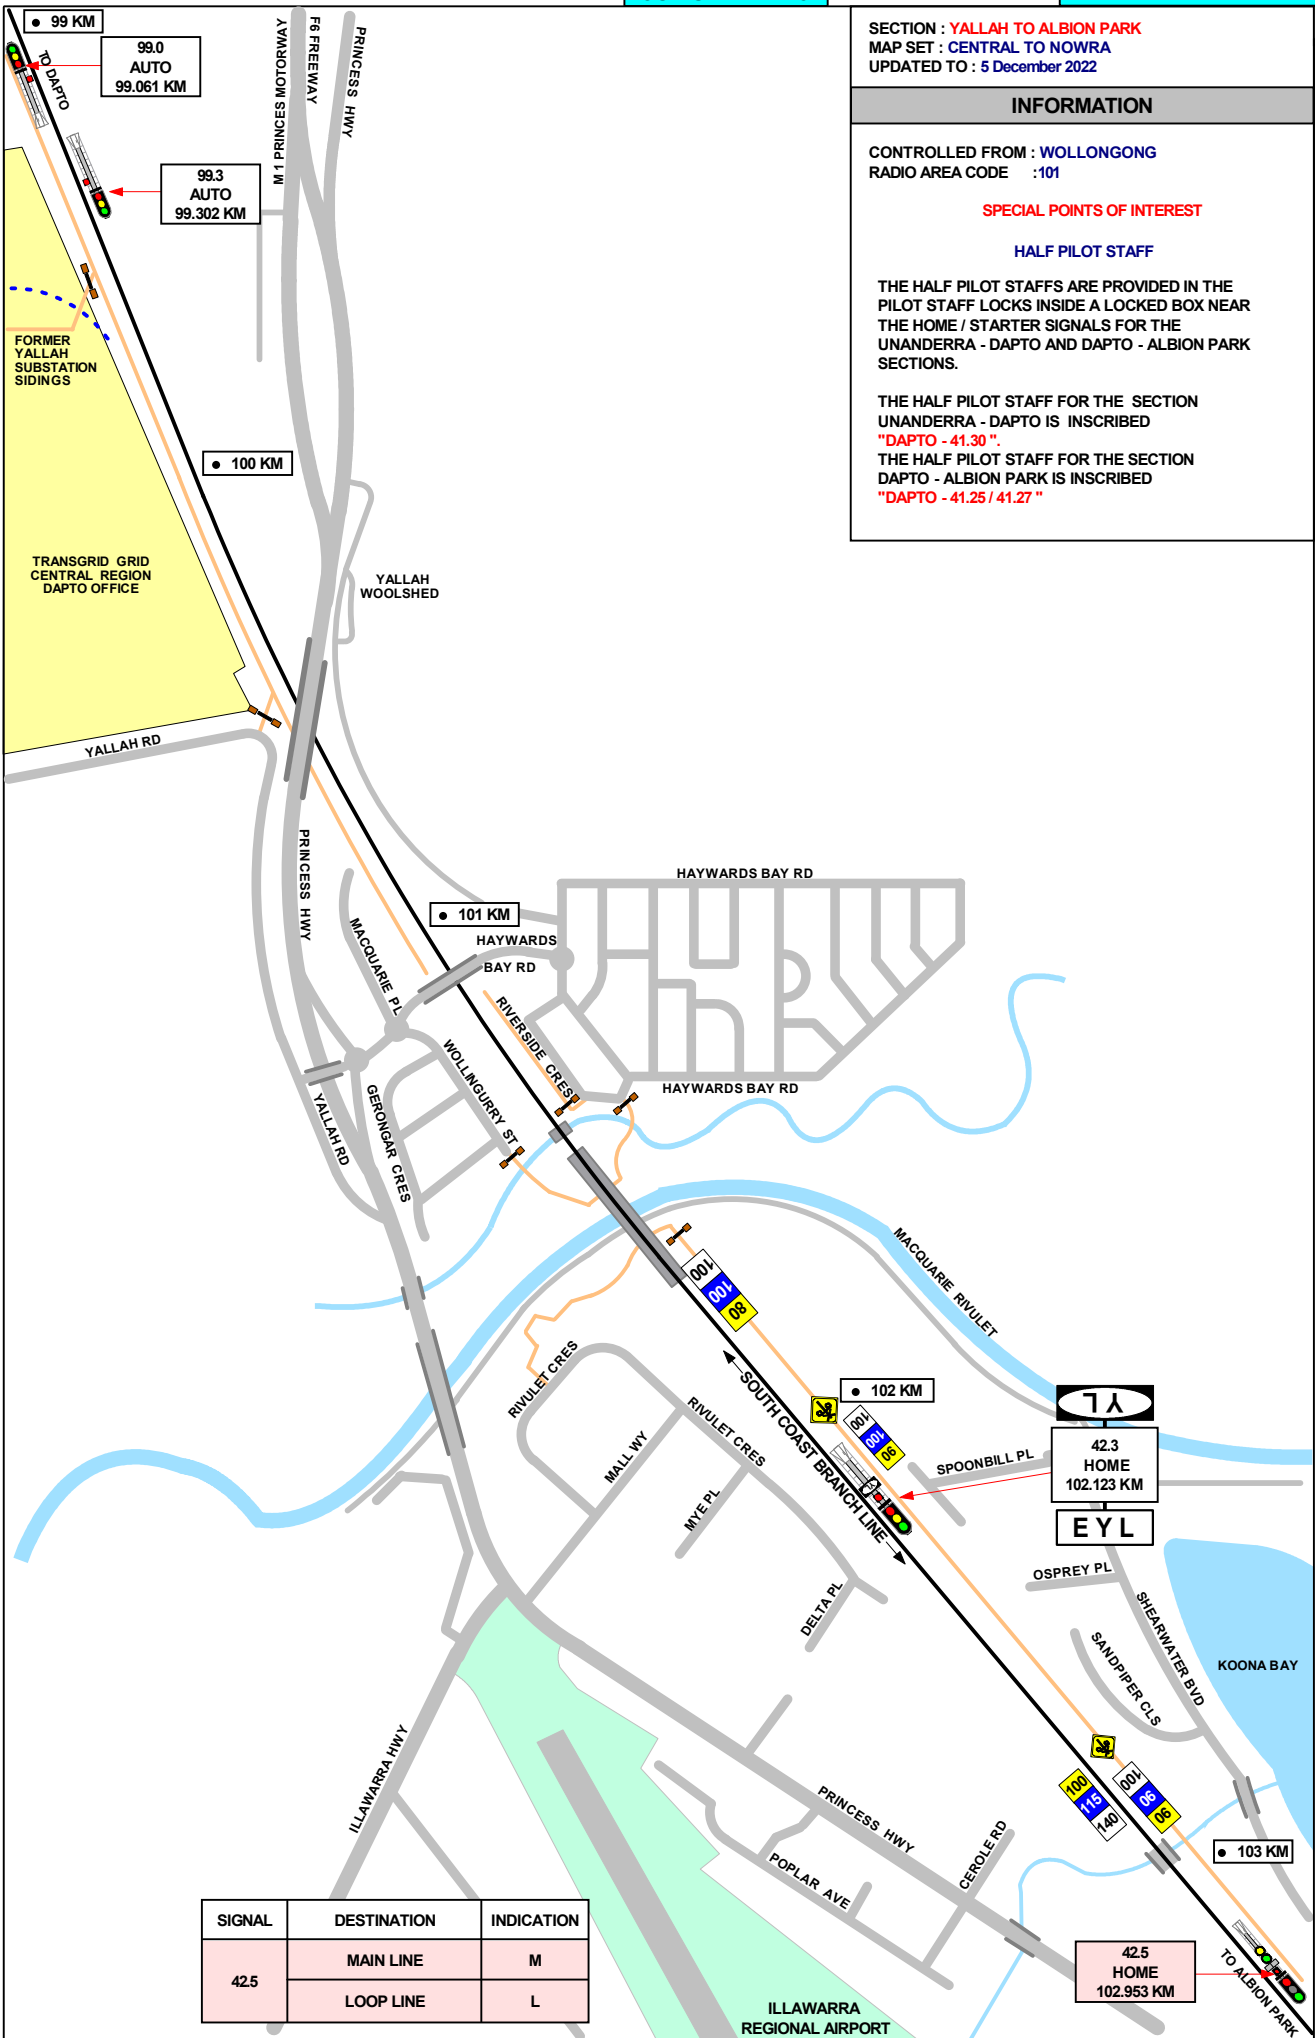 SECTION : YALLAH TO ALBION PARK
MAP SET : CENTRAL TO NOWRA
UPDATED TO : 5 December 2022
INFORMATION
CONTROLLED FROM : WOLLONGONG
RADIO AREA CODE :101
SPECIAL POINTS OF INTEREST
HALF PILOT STAFF
THE HALF PILOT STAFFS ARE PROVIDED IN THE
PILOT STAFF LOCKS INSIDE A LOCKED BOX NEAR
THE HOME / STARTER SIGNALS FOR THE
UNANDERRA - DAPTO AND DAPTO - ALBION PARK
SECTIONS.
THE HALF PILOT STAFF FOR THE SECTION
UNANDERRA - DAPTO IS INSCRIBED
"DAPTO - 41.30 ".
THE HALF PILOT STAFF FOR THE SECTION
DAPTO - ALBION PARK IS INSCRIBED
"DAPTO - 41.25 / 41.27 "
99 KM
TO DAPTO
99.0
AUTO
99.061 KM
M 1 PRINCES MOTORWAY
F6 FREEWAY
PRINCESS HWY
99.3
AUTO
99.302 KM
FORMER
YALLAH
SUBSTATION
SIDINGS
100 KM
TRANSGRID GRID
CENTRAL REGION
DAPTO OFFICE
YALLAH
WOOLSHED
YALLAH RD
PRINCESS HWY
MACQUARIE PL
101 KM
HAYWARDS
BAY RD
HAYWARDS BAY RD
RIVERSIDE CRES
WOLLINGURRY ST
HAYWARDS BAY RD
YALLAH RD
GERONGAR CRES
MACQUARIE RIVULET
100
100
80
RIVULET CRES
RIVULET CRES
SOUTH COAST BRANCH LINE
102 KM
100
100
90
MALL WY
MYE PL
SPOONBILL PL
YL
42.3
HOME
102.123 KM
EYL
OSPREY PL
DELTA PL
SHEARWATER BVD
SANDPIPER CLS
KOONA BAY
ILLAWARRA HWY
PRINCESS HWY
100
115
140
100
90
90
103 KM
POPLAR AVE
CEROLE RD
42.5
HOME
102.953 KM
TO ALBION PARK
SIGNAL DESTINATION INDICATION
42.5 MAIN LINE M
LOOP LINE L
ILLAWARRA
REGIONAL AIRPORT